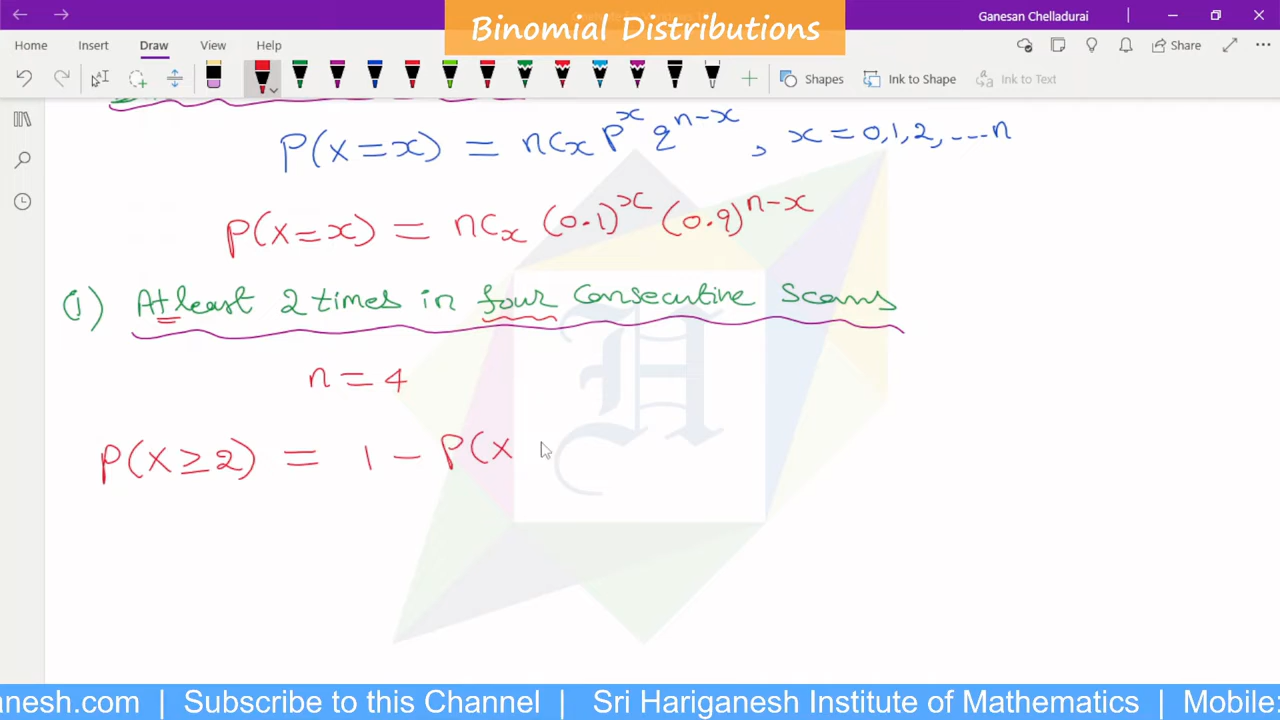 Ganesan Chelladurai
Binomial Distributions
Home Insert Draw View Help Share
Shapes Ink to Shape Ink to Text
P(X=x) = nCx p^x q^(n-x), x = 0,1,2,....n
P(X=x) = nCx (0.1)^x (0.9)^(n-x)
(i) Atleast 2 times in four Consecutive Scans
n = 4
P(X≥2) = 1 - P(X
anesh.com | Subscribe to this Channel | Sri Hariganesh Institute of Mathematics | Mobile: